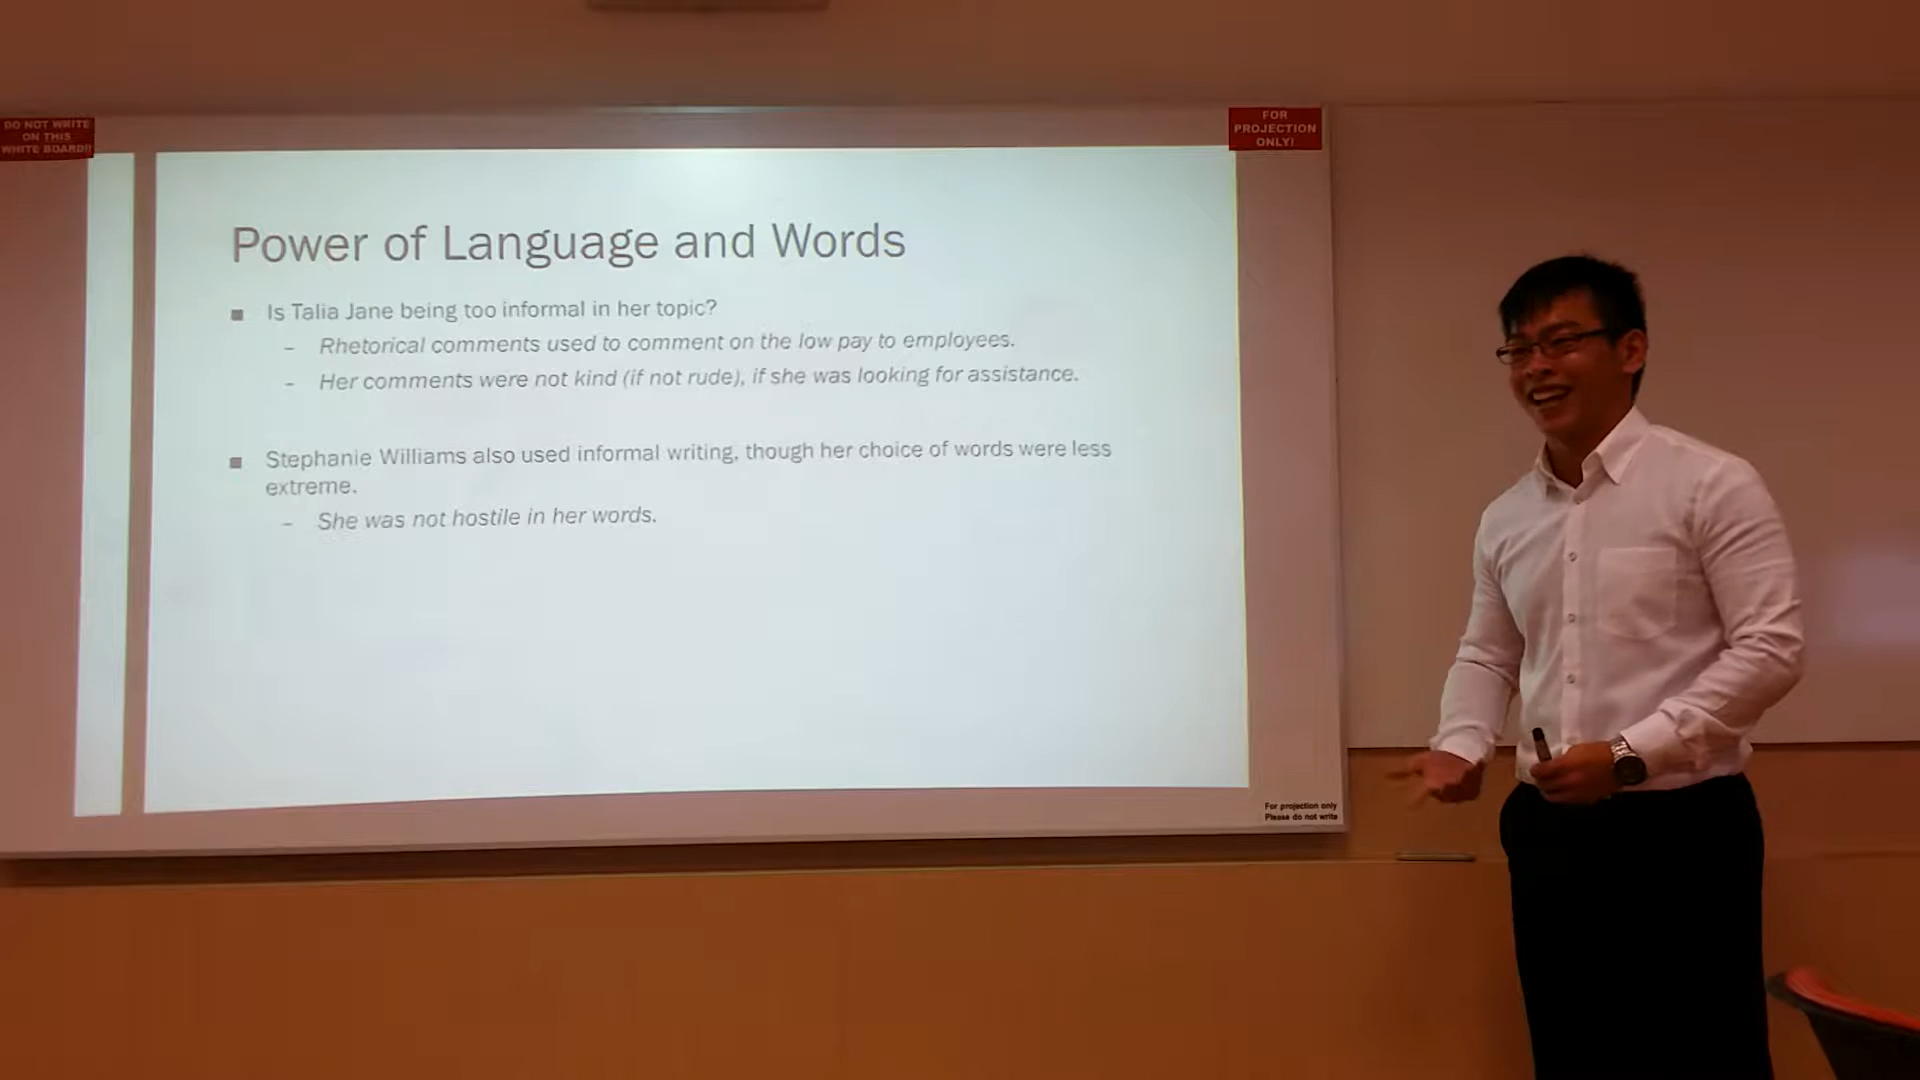 DO NOT WRITE
ON THIS
WHITE BOARD!!
FOR
PROJECTION
ONLY!
Power of Language and Words
Is Talia Jane being too informal in her topic?
– Rhetorical comments used to comment on the low pay to employees.
– Her comments were not kind (if not rude), if she was looking for assistance.
Stephanie Williams also used informal writing, though her choice of words were less
extreme.
– She was not hostile in her words.
For projection only
Please do not write